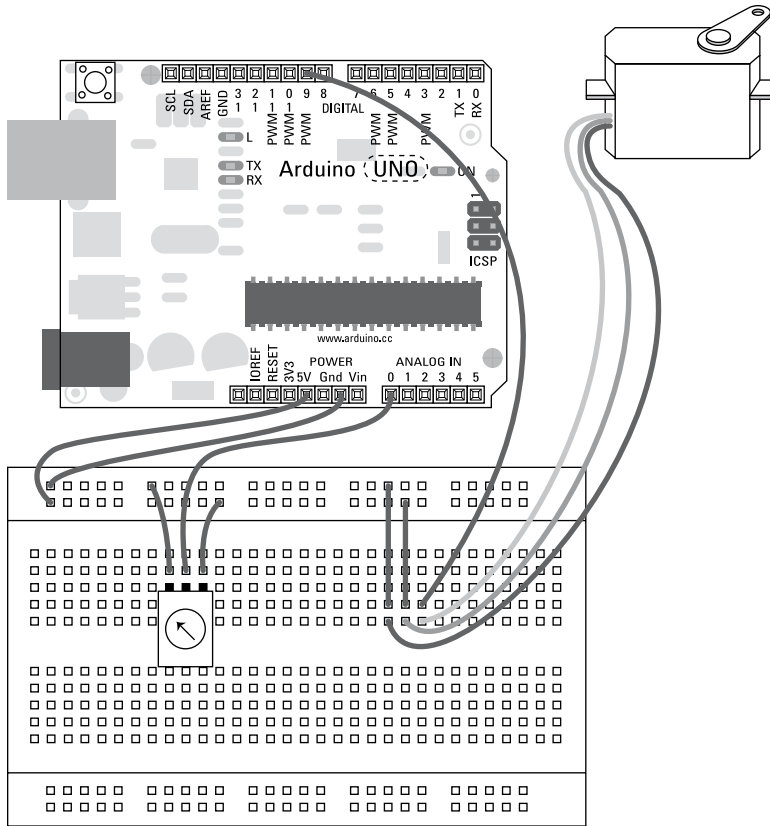 SCL
SDA
AREF
GND
13
12
PWM 11
PWM 10
PWM 9
8
DIGITAL
7
PWM 6
PWM 5
4
PWM 3
2
TX 1
RX 0
L
TX
RX
Arduino UNO
ON
1
ICSP
www.arduino.cc
POWER
ANALOG IN
IOREF
RESET
3V3
5V Gnd Vin
0 1 2 3 4 5